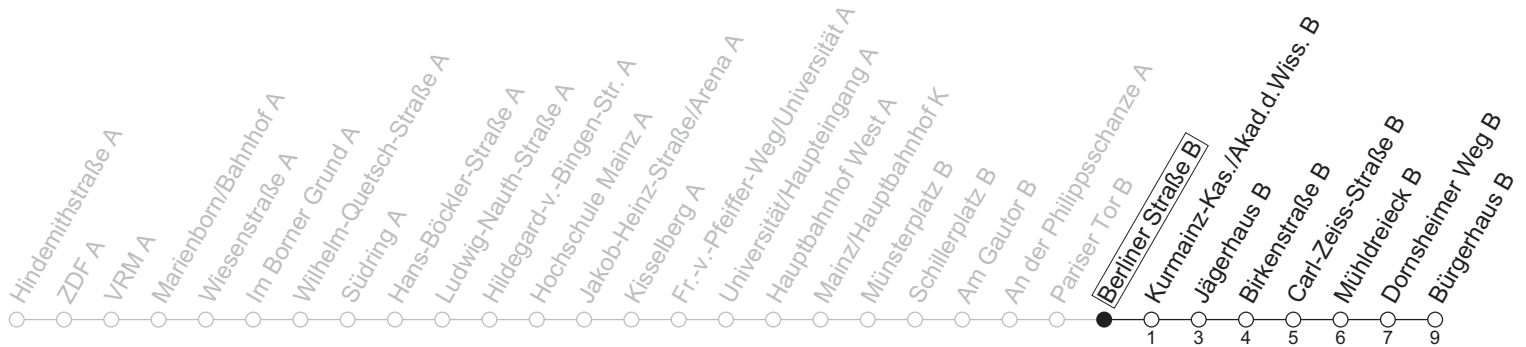 Hindemithstraße A
ZDF A
VRM A
Marienborn/Bahnhof A
Wiesenstraße A
Im Borner Grund A
Wilhelm-Quetsch-Straße A
Südring A
Hans-Böckler-Straße A
Ludwig-Nauth-Straße A
Hildegard-v.-Bingen-Str. A
Hochschule Mainz A
Jakob-Heinz-Straße/Arena A
Kisselberg A
Fr.-v.-Pfeiffer-Weg/Universität A
Universität/Haupteingang A
Hauptbahnhof West A
Mainz/Hauptbahnhof K
Münsterplatz B
Schillerplatz B
Am Gautor B
An der Philippsschanze A
Pariser Tor B
Berliner Straße B
Kurmainz-Kas./Akad.d.Wiss. B
Jägerhaus B
Birkenstraße B
Carl-Zeiss-Straße B
Mühldreieck B
Dornsheimer Weg B
Bürgerhaus B
1 3 4 5 6 7 9